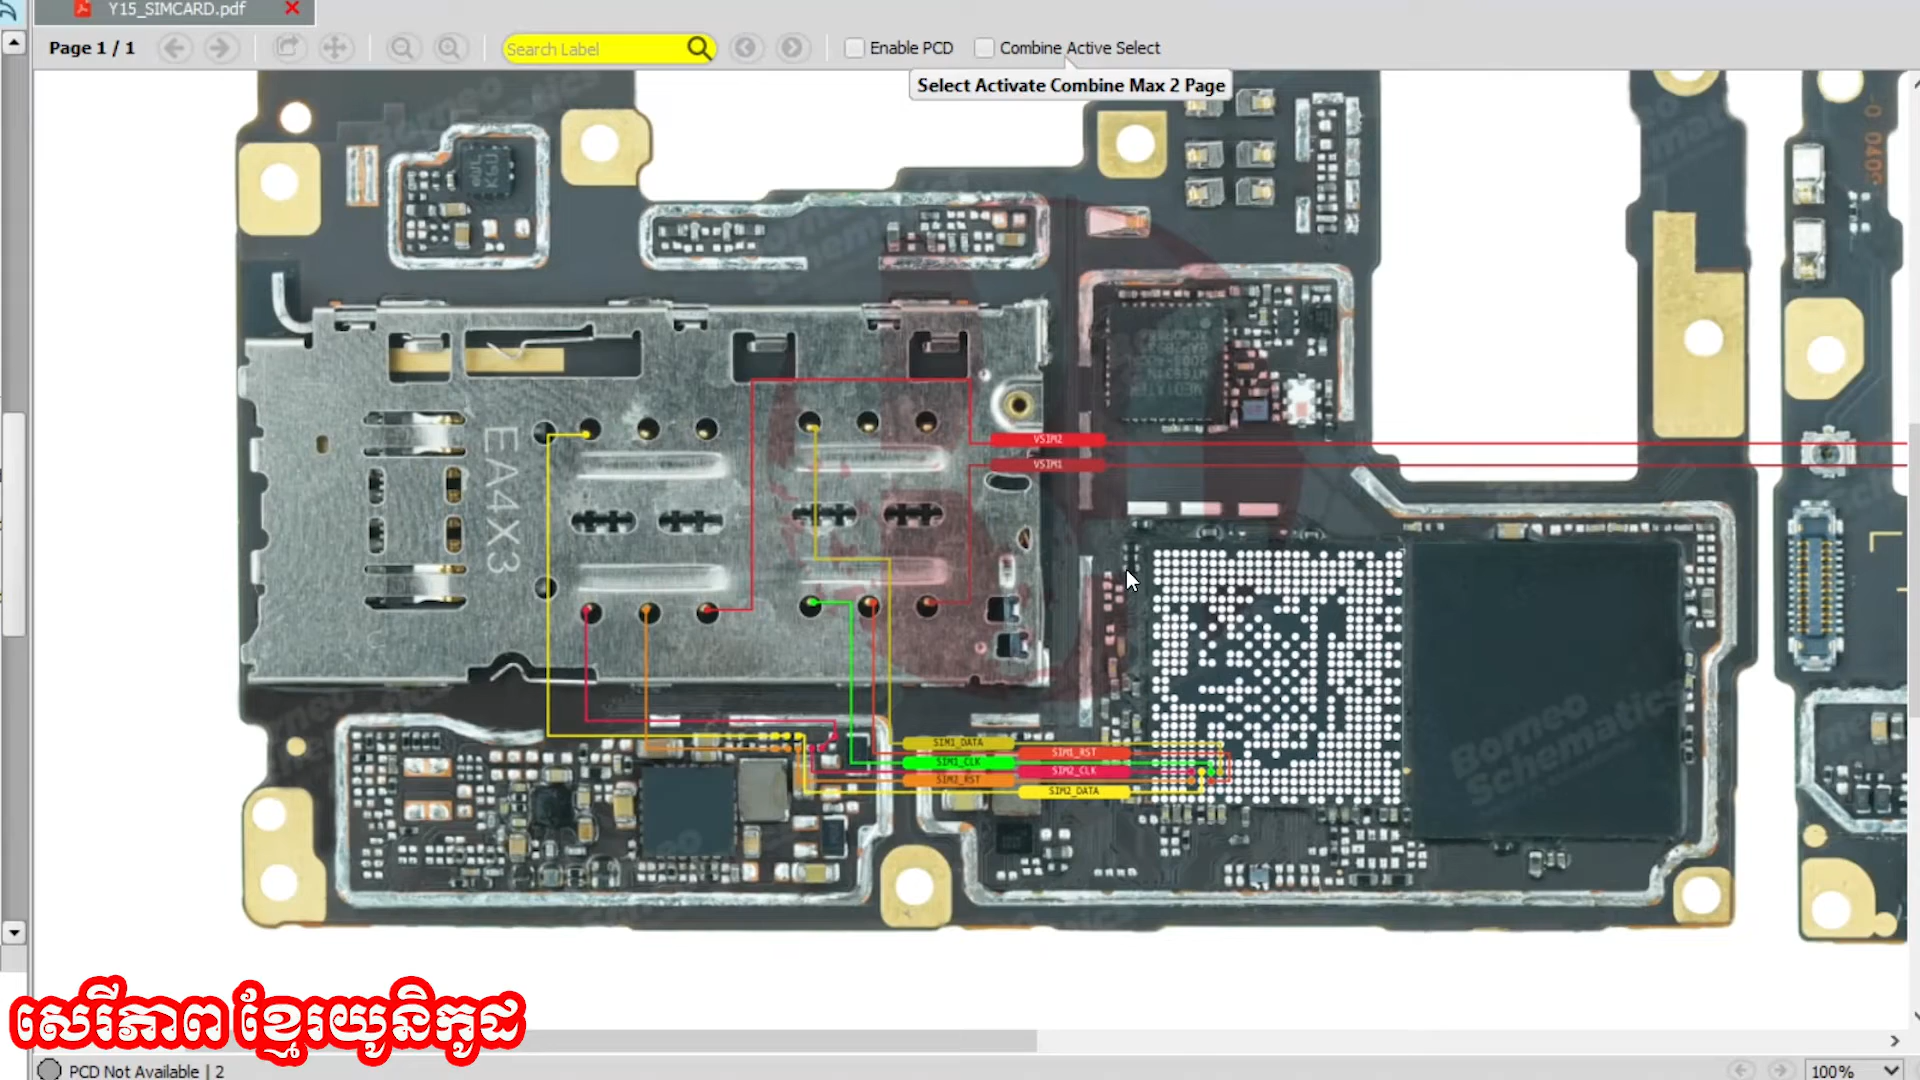 Y15_SIMCARD.pdf
Page 1 / 1
Search Label
Enable PCD
Combine Active Select
Select Activate Combine Max 2 Page
Borneo Schematics
EA4X3
VSIM2
VSIM1
SIM1_DATA
SIM1_RST
SIM1_CLK
SIM2_CLK
SIM2_RST
SIM2_DATA
Borneo
Schematics
សេរីភាព ខ្មែរយូនិកូដ
PCD Not Available | 2
100%